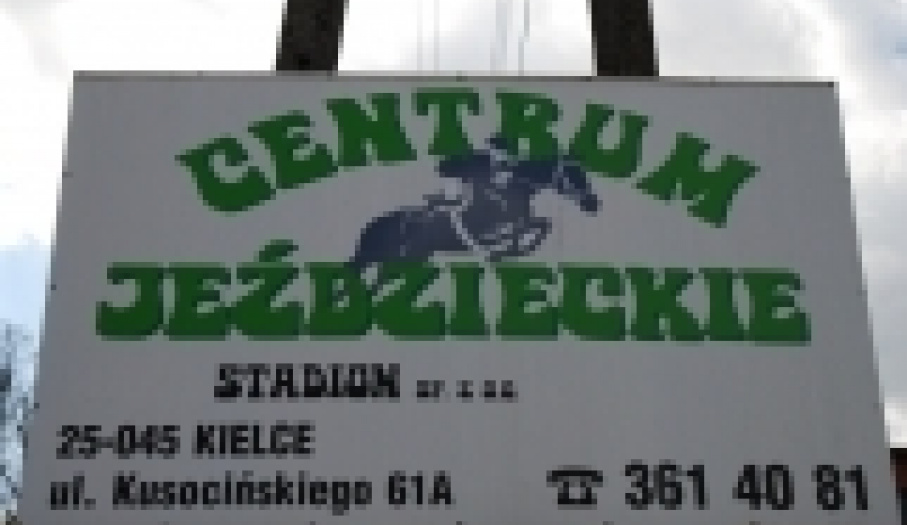 CENTRUM
JEŹDZIECKIE
STADION
25-045 KIELCE
ul. Kusocińskiego 61A ☎ 361 40 81